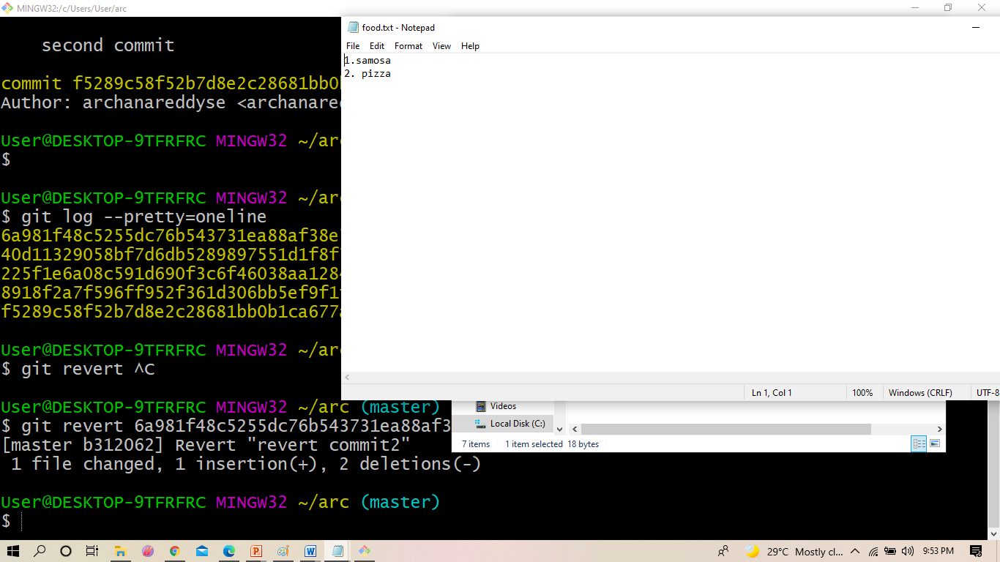 MINGW32:/c/Users/User/arc
second commit
commit f5289c58f52b7d8e2c28681bb0
Author: archanareddyse <archanare
User@DESKTOP-9TFRFRC MINGW32 ~/arc
$
User@DESKTOP-9TFRFRC MINGW32 ~/arc
$ git log --pretty=oneline
6a981f48c5255dc76b543731ea88af38e
40d11329058bf7d6db5289897551d1f8f
225f1e6a08c591d690f3c6f46038aa1284
8918f2a7f596ff952f361d306bb5ef9f1
f5289c58f52b7d8e2c28681bb0b1ca677
User@DESKTOP-9TFRFRC MINGW32 ~/arc
$ git revert ^C
User@DESKTOP-9TFRFRC MINGW32 ~/arc (master)
$ git revert 6a981f48c5255dc76b543731ea88af3
[master b312062] Revert "revert commit2"
1 file changed, 1 insertion(+), 2 deletions(-)
User@DESKTOP-9TFRFRC MINGW32 ~/arc (master)
$
food.txt - Notepad
File Edit Format View Help
1.samosa
2. pizza
Ln 1, Col 1 100% Windows (CRLF) UTF-8
Videos
Local Disk (C:)
7 items 1 item selected 18 bytes
29°C Mostly cl... 9:53 PM